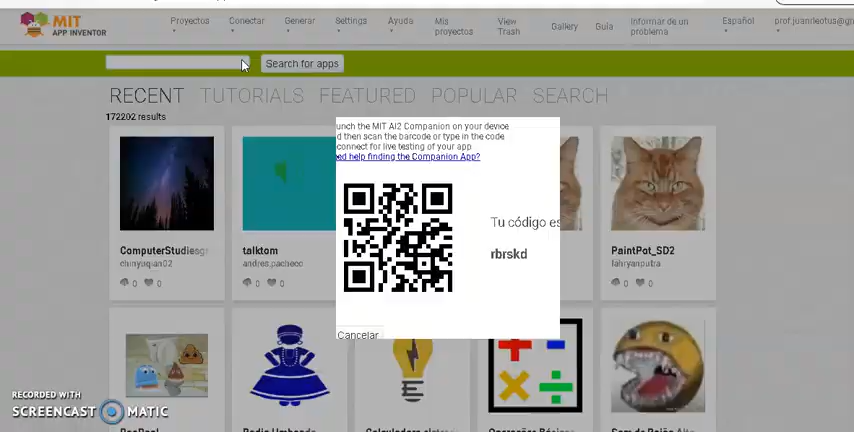 MIT
APP INVENTOR
Proyectos
Conectar
Generar
Settings
Ayuda
Mis
proyectos
View
Trash
Gallery
Guía
Informar de un
problema
Español
Search for apps
RECENT TUTORIALS FEATURED POPULAR SEARCH
172202 results
unch the MIT AI2 Companion on your device
d then scan the barcode or type in the code
connect for live testing of your app
ed help finding the Companion App?
Tu código es
rbrskd
Cancelar
ComputerStudiesgr
chinyuqian02
0 0
talktom
andres.pacheco
0 0
PaintPot_SD2
fahryanputra
0 0
RECORDED WITH
SCREENCAST MATIC